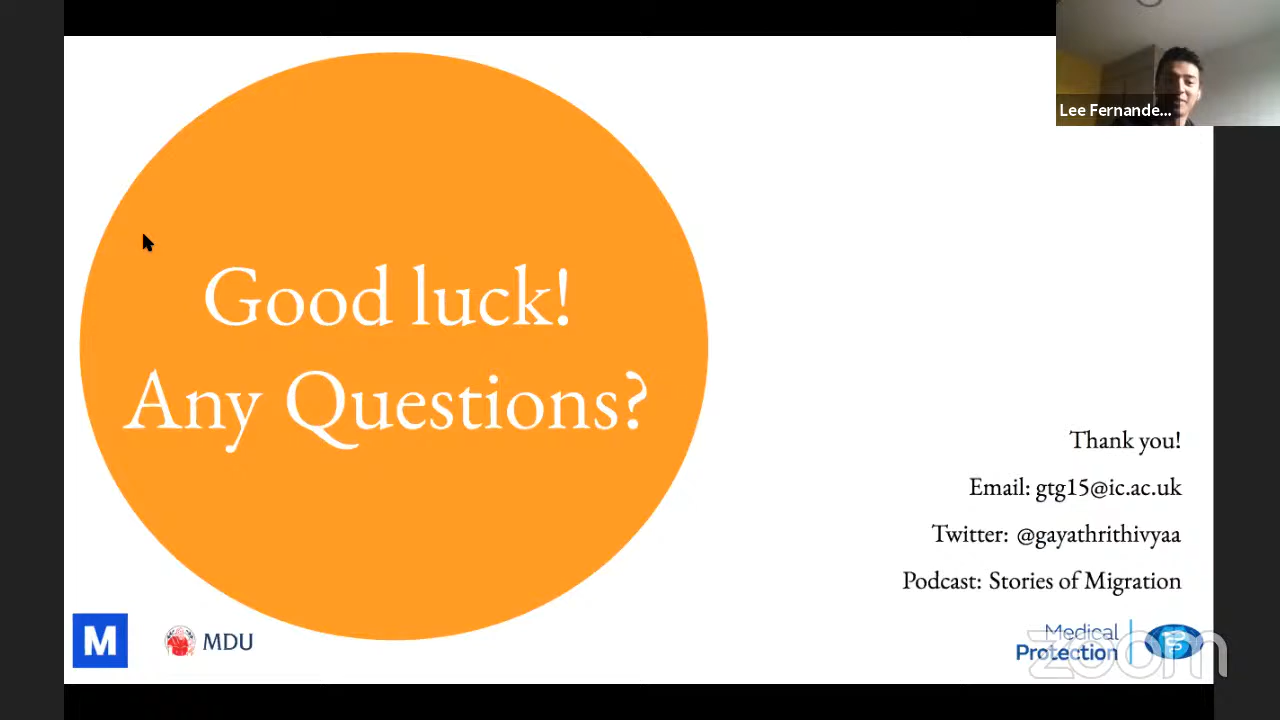 Lee Fernande...
Good luck!
Any Questions?
Thank you!
Email: gtg15@ic.ac.uk
Twitter: @gayathrithivyaa
Podcast: Stories of Migration
M
MDU
Medical
Protection
zoom